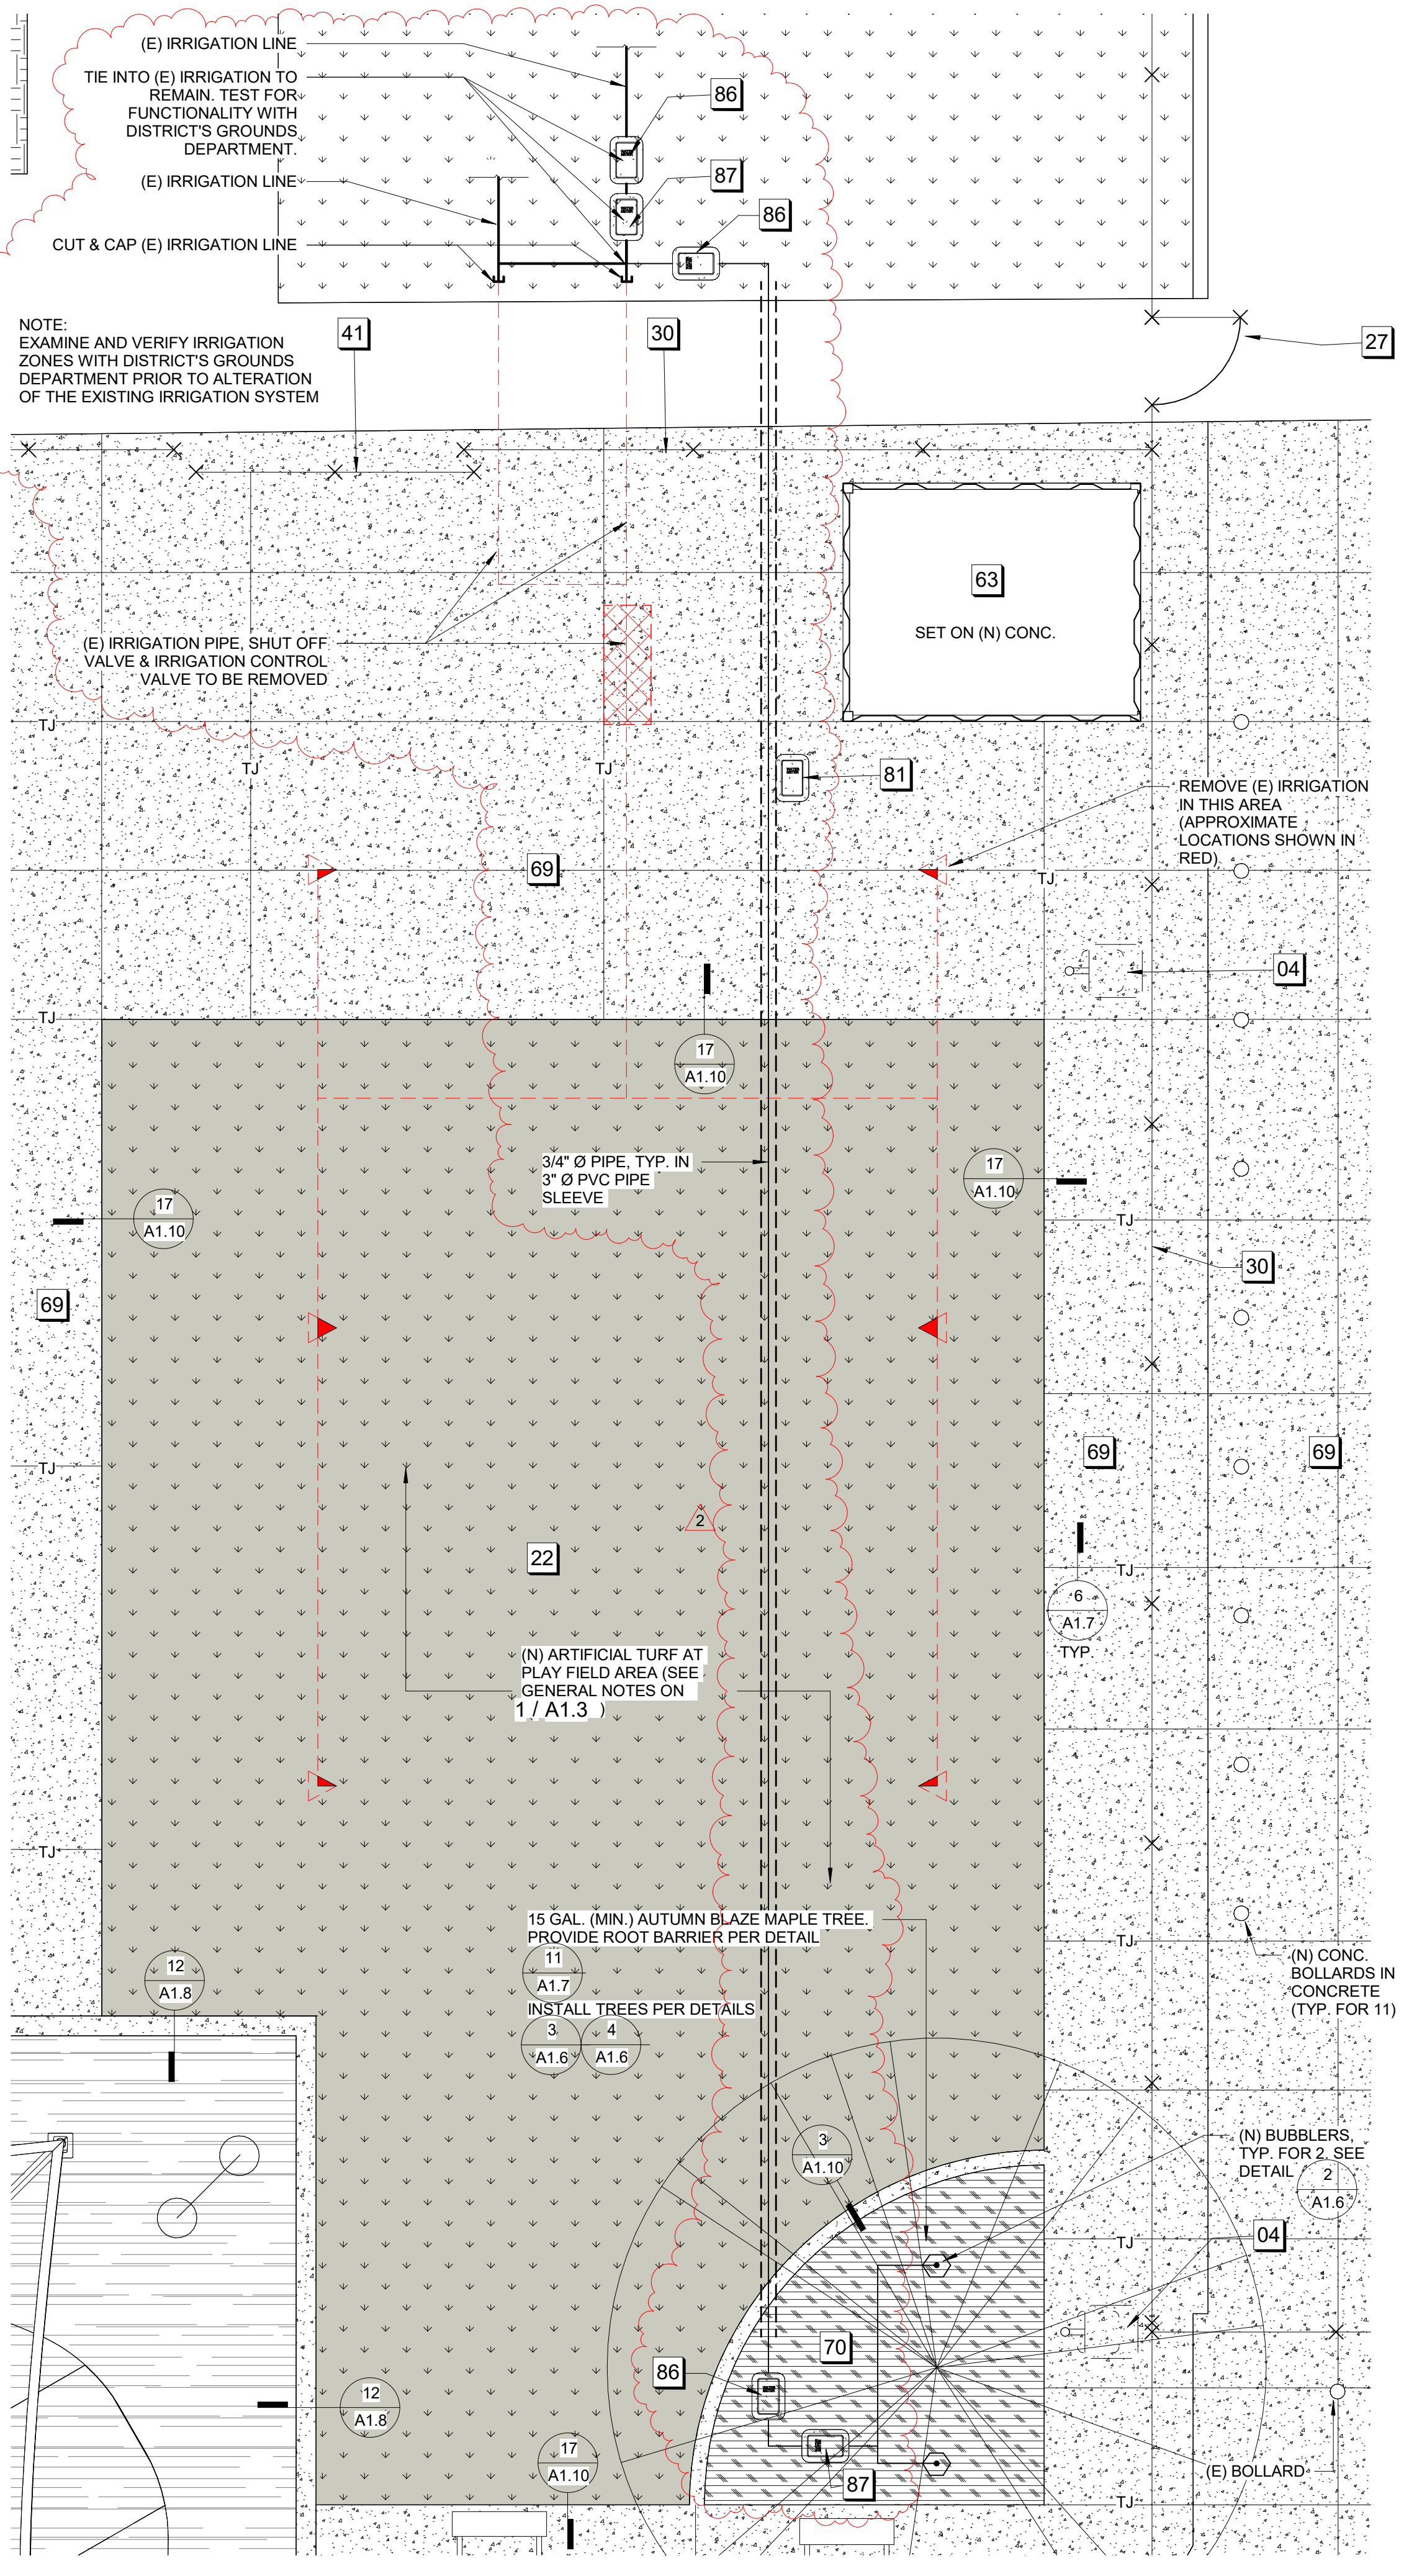 (E) IRRIGATION LINE
TIE INTO (E) IRRIGATION TO
REMAIN. TEST FOR
FUNCTIONALITY WITH
DISTRICT'S GROUNDS
DEPARTMENT.
86
(E) IRRIGATION LINE
87
86
CUT & CAP (E) IRRIGATION LINE
NOTE:
EXAMINE AND VERIFY IRRIGATION
ZONES WITH DISTRICT'S GROUNDS
DEPARTMENT PRIOR TO ALTERATION
OF THE EXISTING IRRIGATION SYSTEM
41
30
27
63
SET ON (N) CONC.
(E) IRRIGATION PIPE, SHUT OFF
VALVE & IRRIGATION CONTROL
VALVE TO BE REMOVED
TJ
TJ
TJ
81
REMOVE (E) IRRIGATION
IN THIS AREA
(APPROXIMATE
LOCATIONS SHOWN IN
RED)
69
TJ
04
TJ
17
A1.10
3/4" Ø PIPE, TYP. IN
3" Ø PVC PIPE
SLEEVE
17
A1.10
17
A1.10
TJ
30
69
69
69
TJ
2
22
TJ
6
A1.7
TYP.
(N) ARTIFICIAL TURF AT
PLAY FIELD AREA (SEE
GENERAL NOTES ON
1 / A1.3 )
TJ
15 GAL. (MIN.) AUTUMN BLAZE MAPLE TREE.
PROVIDE ROOT BARRIER PER DETAIL
11
A1.7
INSTALL TREES PER DETAILS
3
A1.6
4
A1.6
12
A1.8
TJ
(N) CONC.
BOLLARDS IN
CONCRETE
(TYP. FOR 11)
3
A1.10
(N) BUBBLERS,
TYP. FOR 2. SEE
DETAIL
2
A1.6
04
TJ
70
86
12
A1.8
17
A1.10
87
(E) BOLLARD
TJ